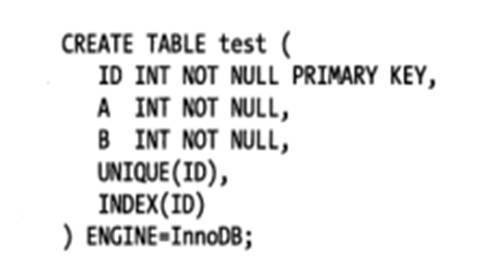 CREATE TABLE test (
ID INT NOT NULL PRIMARY KEY,
A INT NOT NULL,
B INT NOT NULL,
UNIQUE(ID),
INDEX(ID)
) ENGINE=InnoDB;